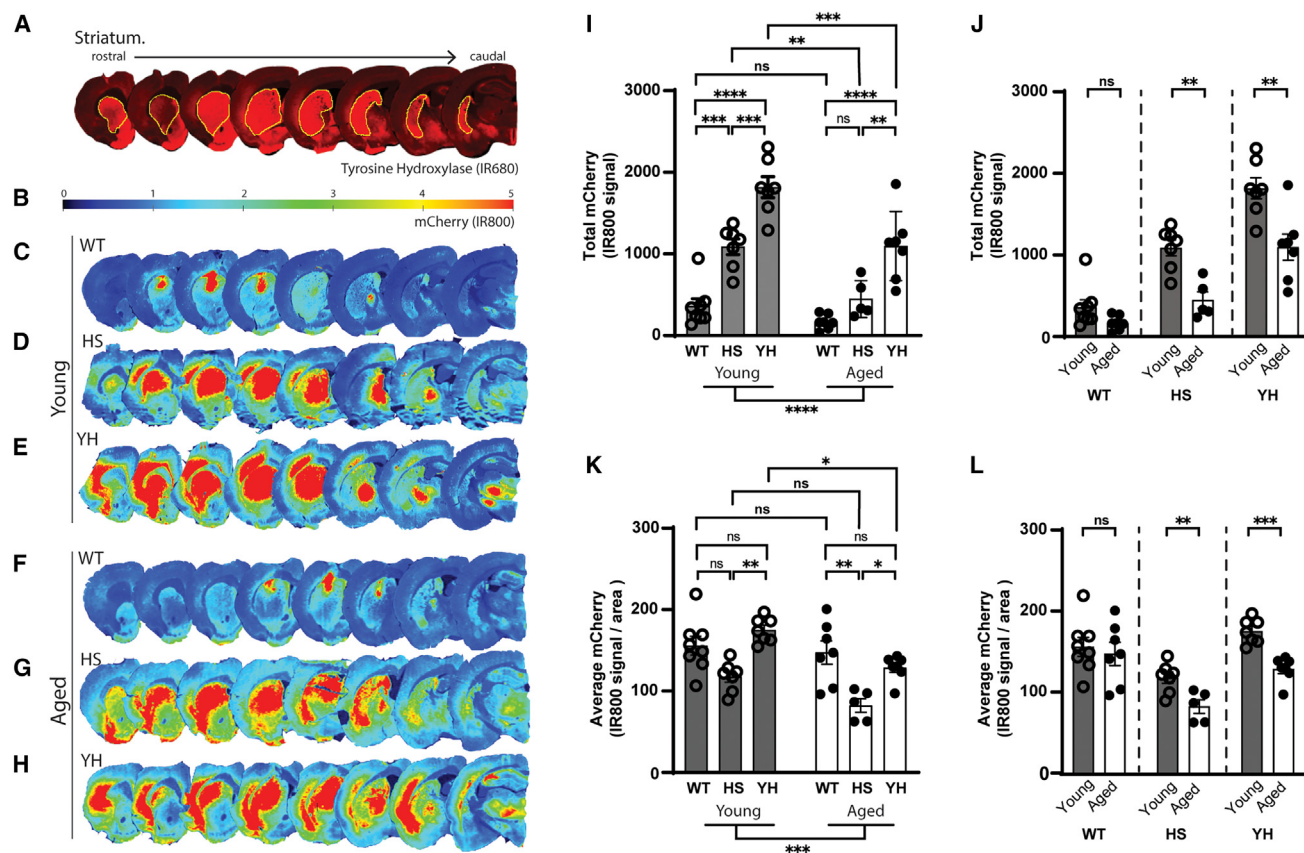 A
Striatum.
rostral
caudal
Tyrosine Hydroxylase (IR680)
B
0 1 2 3 4 5
mCherry (IR800)
Young
C
WT
D
HS
E
YH
Aged
F
WT
G
HS
H
YH
I
***
**
ns
****
****
*** ***
ns **
Total mCherry
(IR800 signal)
3000
2000
1000
0
WT HS YH WT HS YH
Young Aged
****
J
ns ** **
Total mCherry
(IR800 signal)
3000
2000
1000
0
Young Aged Young Aged Young Aged
WT HS YH
K
*
ns
ns
ns ns
ns ** ** *
Average mCherry
(IR800 signal / area)
300
200
100
0
WT HS YH WT HS YH
Young Aged
***
L
ns ** ***
Average mCherry
(IR800 signal / area)
300
200
100
0
Young Aged Young Aged Young Aged
WT HS YH